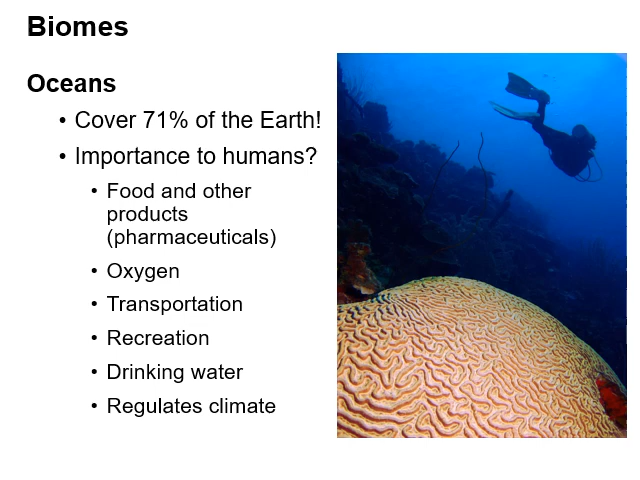 Biomes
Oceans
• Cover 71% of the Earth!
• Importance to humans?
• Food and other
products
(pharmaceuticals)
• Oxygen
• Transportation
• Recreation
• Drinking water
• Regulates climate